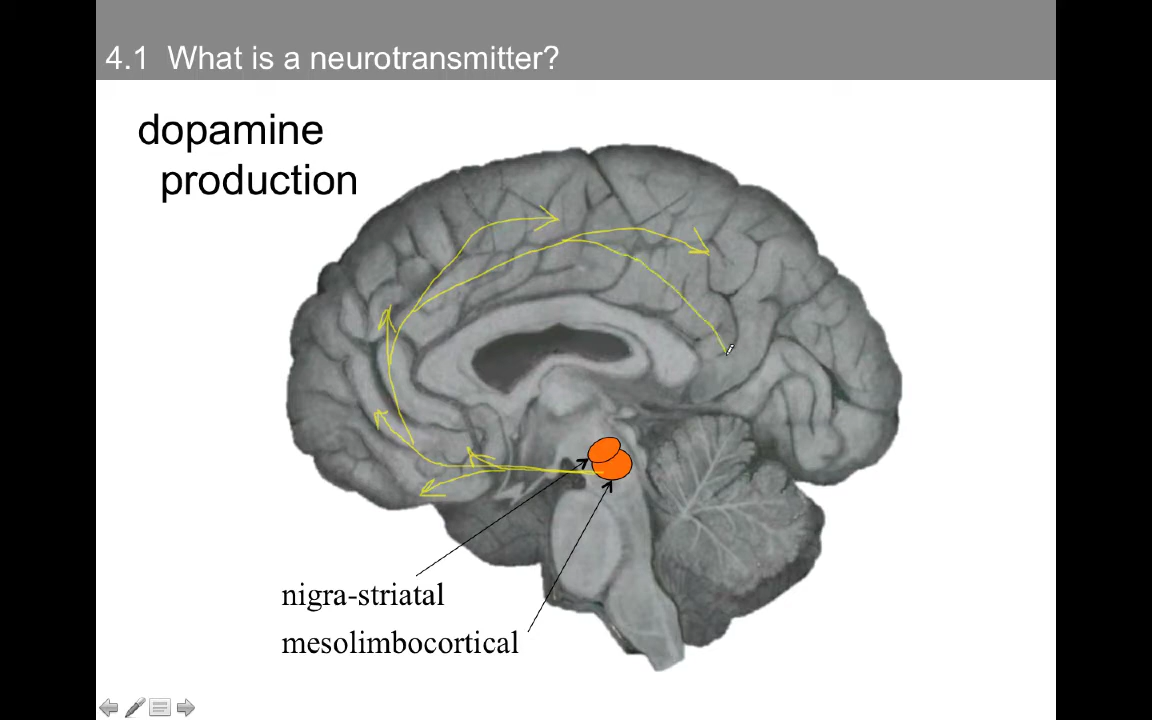 4.1 What is a neurotransmitter?
dopamine
production
nigra-striatal
mesolimbocortical